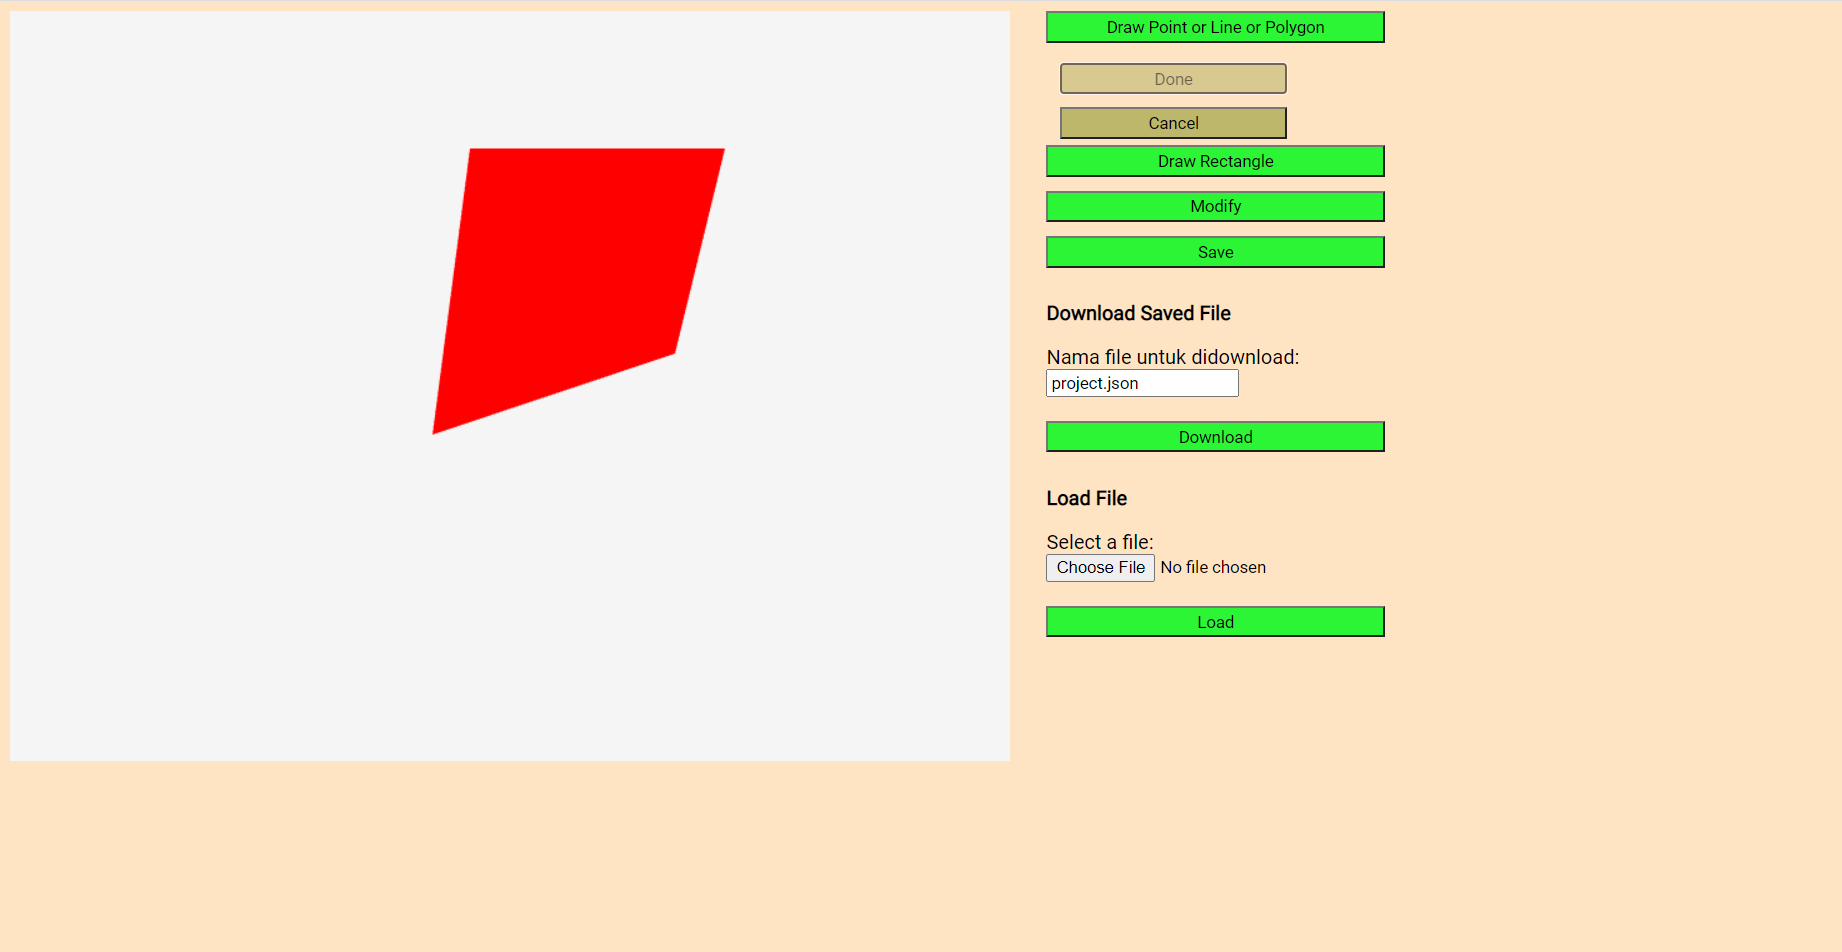 Draw Point or Line or Polygon
Done
Cancel
Draw Rectangle
Modify
Save
Download Saved File
Nama file untuk didownload:
project.json
Download
Load File
Select a file:
Choose File No file chosen
Load